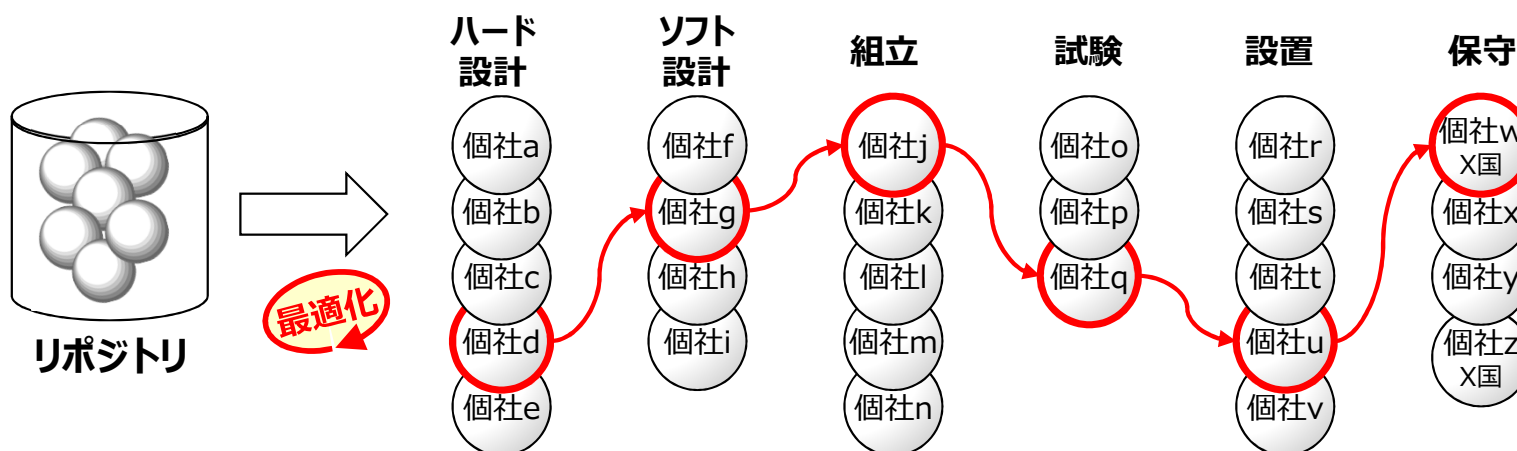 ハード
設計
ソフト
設計
組立
試験
設置
保守
リポジトリ
最適化
個社a
個社b
個社c
個社d
個社e
個社f
個社g
個社h
個社i
個社j
個社k
個社l
個社m
個社n
個社o
個社p
個社q
個社r
個社s
個社t
個社u
個社v
個社w
X国
個社x
個社y
個社z
X国